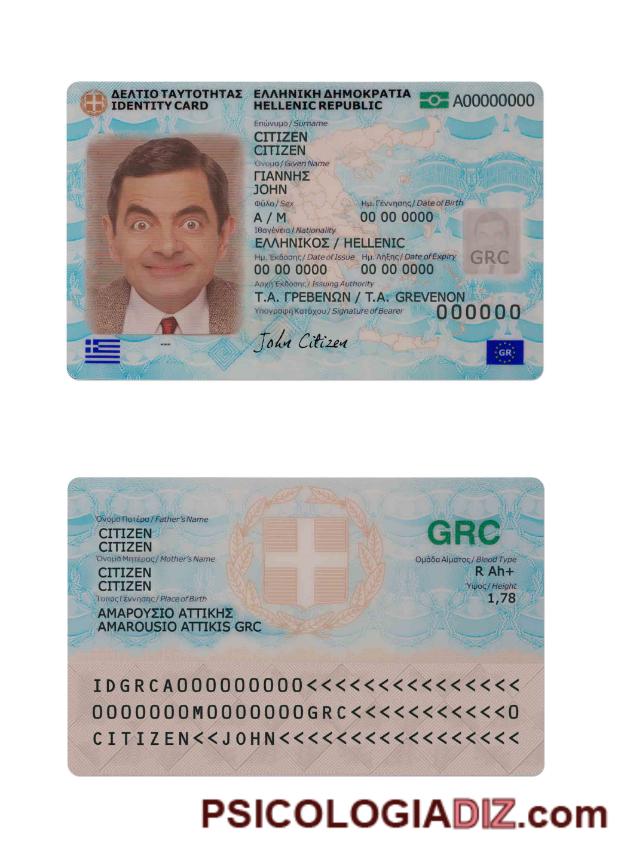 ΔΕΛΤΙΟ ΤΑΥΤΟΤΗΤΑΣ
IDENTITY CARD
ΕΛΛΗΝΙΚΗ ΔΗΜΟΚΡΑΤΙΑ
HELLENIC REPUBLIC
A00000000
Επώνυμο / Surname
CITIZEN
CITIZEN
Όνομα / Given Name
ΓΙΑΝΝΗΣ
JOHN
Φύλο / Sex Ημ. Γέννησης / Date of Birth
A / M 00 00 0000
Ιθαγένεια / Nationality
ΕΛΛΗΝΙΚΟΣ / HELLENIC
GRC
Ημ. Έκδοσης / Date of Issue Ημ. Λήξης / Date of Expiry
00 00 0000 00 00 0000
Αρχή Έκδοσης / Issuing Authority
Τ.Α. ΓΡΕΒΕΝΩΝ / T.A. GREVENON
Υπογραφή Κατόχου / Signature of Bearer
000000
John Citizen
GR
Όνομα Πατέρα / Father's Name
CITIZEN
CITIZEN
Όνομα Μητέρας / Mother's Name
CITIZEN
CITIZEN
Τόπος Γέννησης / Place of Birth
ΑΜΑΡΟΥΣΙΟ ΑΤΤΙΚΗΣ
AMAROUSIO ATTIKIS GRC
GRC
Ομάδα Αίματος / Blood Type
R Ah+
Ύψος / Height
1,78
IDGRCA000000000<<<<<<<<<<<<<<<
0000000M0000000GRC<<<<<<<<<<<0
CITIZEN<<JOHN<<<<<<<<<<<<<<<<<
PSICOLOGIADIZ.com